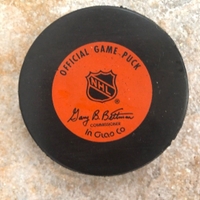 OFFICIAL GAME PUCK
NHL
®
Gary B. Bettman
COMMISSIONER
In Glas Co